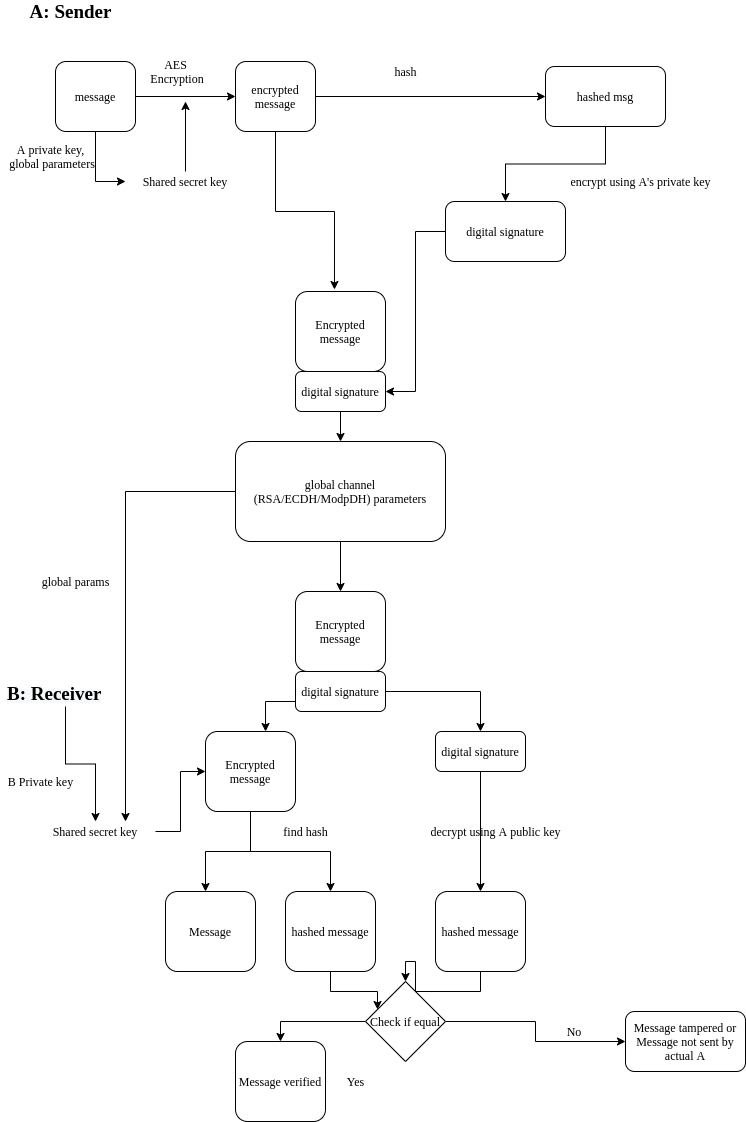 A: Sender
AES
Encryption
hash
message
encrypted
message
hashed msg
A private key,
global parameters
Shared secret key
encrypt using A's private key
digital signature
Encrypted
message
digital signature
global channel
(RSA/ECDH/ModpDH) parameters
global params
Encrypted
message
B: Receiver
digital signature
Encrypted
message
digital signature
B Private key
Shared secret key
find hash
decrypt using A public key
Message
hashed message
hashed message
Check if equal
No
Message tampered or
Message not sent by
actual A
Message verified
Yes